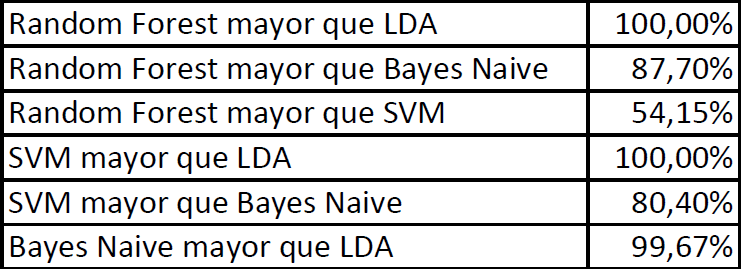 Random Forest mayor que LDA 100,00%
Random Forest mayor que Bayes Naive 87,70%
Random Forest mayor que SVM 54,15%
SVM mayor que LDA 100,00%
SVM mayor que Bayes Naive 80,40%
Bayes Naive mayor que LDA 99,67%